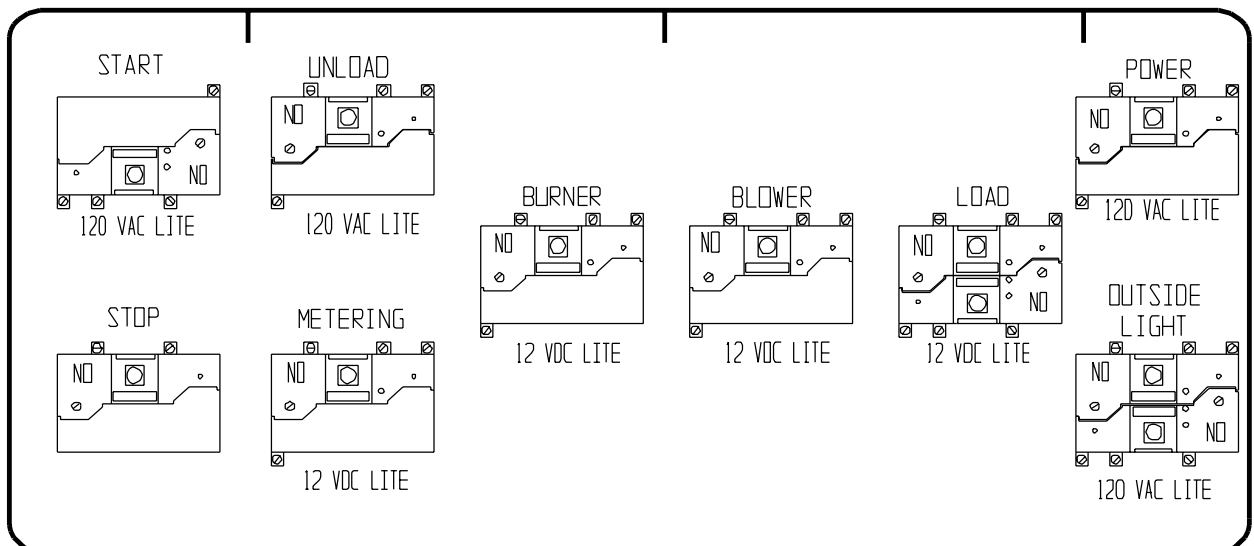 START
NO
120 VAC LITE
UNLOAD
NO
120 VAC LITE
STOP
NO
METERING
NO
12 VDC LITE
BURNER
NO
12 VDC LITE
BLOWER
NO
12 VDC LITE
LOAD
NO
NO
12 VDC LITE
POWER
NO
12D VAC LITE
OUTSIDE
LIGHT
NO
NO
120 VAC LITE